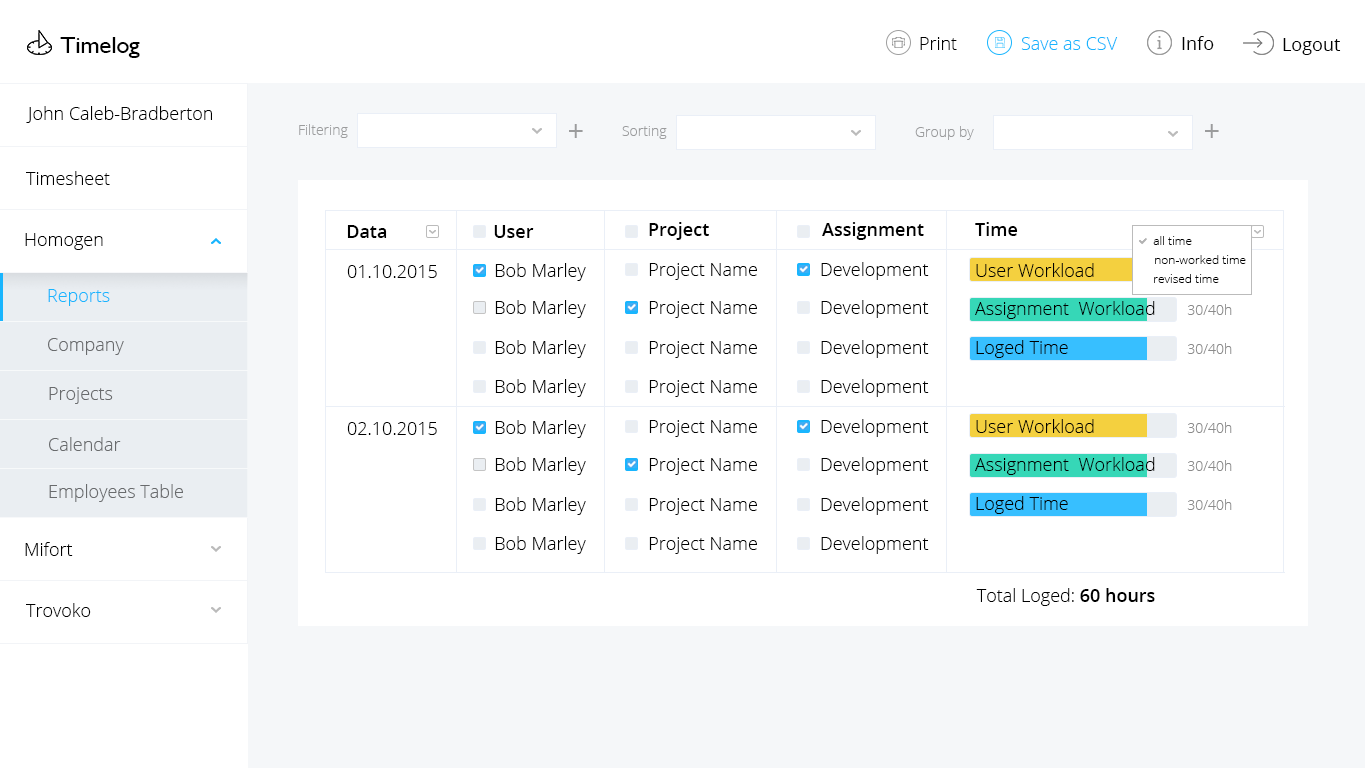 Timelog
Print Save as CSV Info Logout
John Caleb-Bradberton
Timesheet
Homogen
Reports
Company
Projects
Calendar
Employees Table
Mifort
Trovoko
Filtering Sorting Group by
Data User Project Assignment Time
all time
non-worked time
revised time
01.10.2015 Bob Marley Project Name Development User Workload
Bob Marley Project Name Development Assignment Workload 30/40h
Bob Marley Project Name Development Loged Time 30/40h
Bob Marley Project Name Development
02.10.2015 Bob Marley Project Name Development User Workload 30/40h
Bob Marley Project Name Development Assignment Workload 30/40h
Bob Marley Project Name Development Loged Time 30/40h
Bob Marley Project Name Development
Total Loged: 60 hours